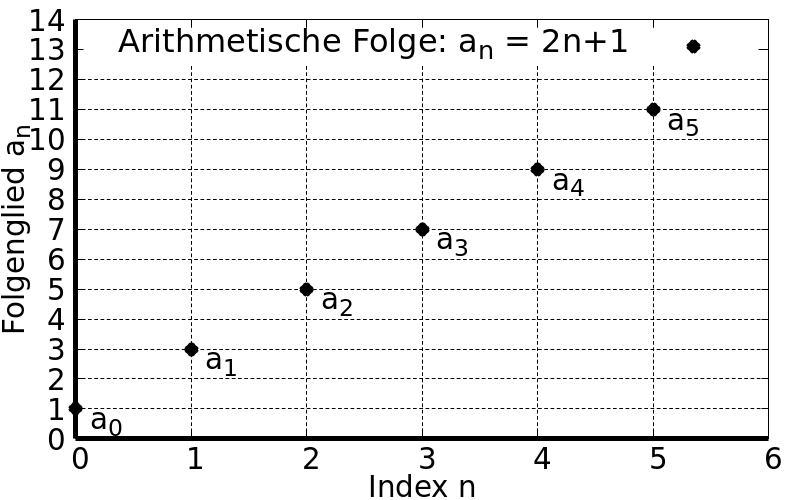 Arithmetische Folge: aₙ = 2n+1
Folgenglied aₙ
14
13
12
11
10
9
8
7
6
5
4
3
2
1
0
a₀
a₁
a₂
a₃
a₄
a₅
0 1 2 3 4 5 6
Index n